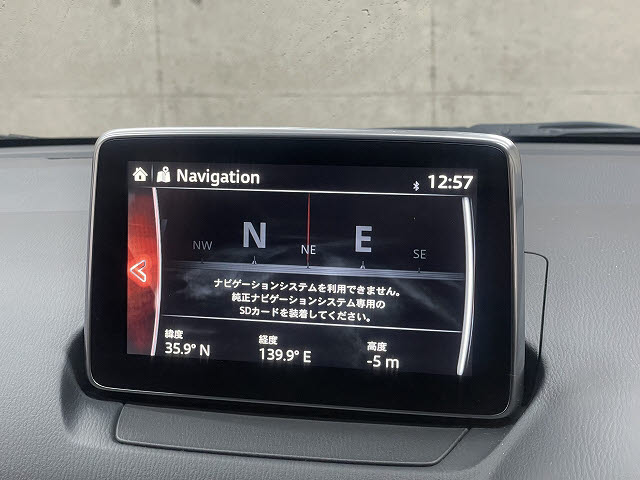 Navigation
12:57
NW N NE E SE
ナビゲーションシステムを利用できません。
純正ナビゲーションシステム専用の
SDカードを装着してください。
緯度 経度 高度
35.9° N 139.9° E -5 m